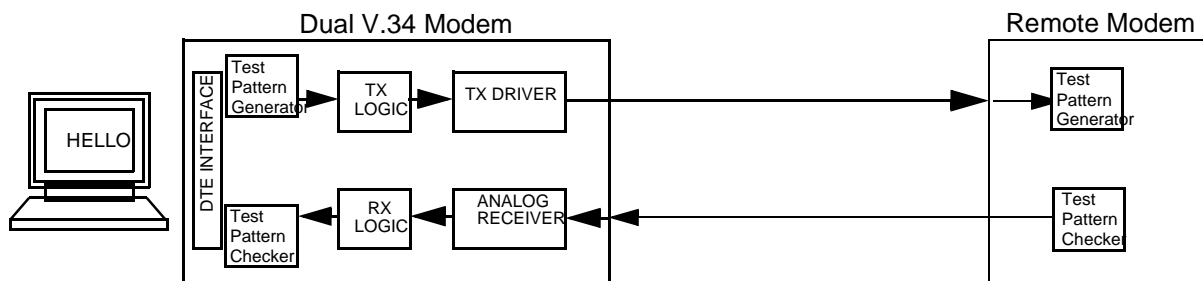 Dual V.34 Modem
Remote Modem
HELLO
DTE INTERFACE
Test
Pattern
Generator
TX
LOGIC
TX DRIVER
Test
Pattern
Generator
Test
Pattern
Checker
RX
LOGIC
ANALOG
RECEIVER
Test
Pattern
Checker